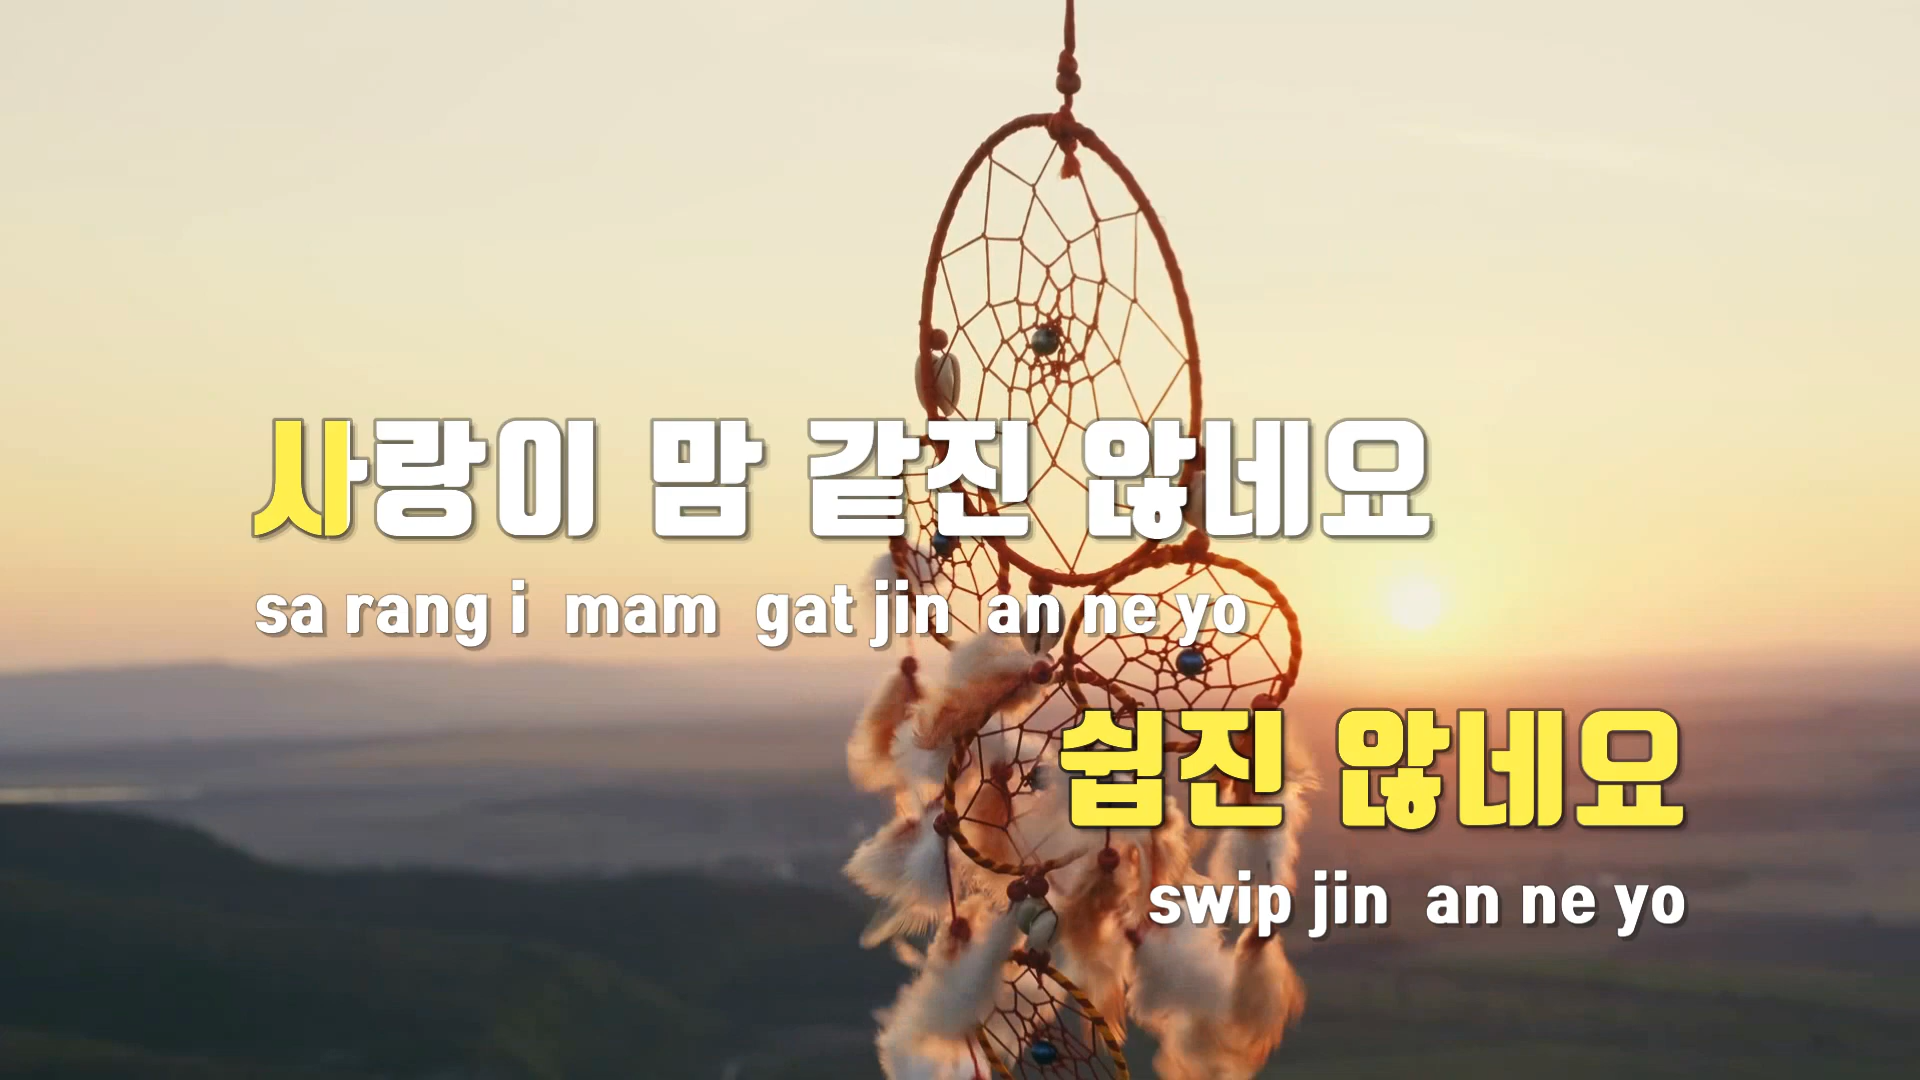 사랑이 맘 같진 않네요
sa rang i mam gat jin an ne yo
쉽진 않네요
swip jin an ne yo